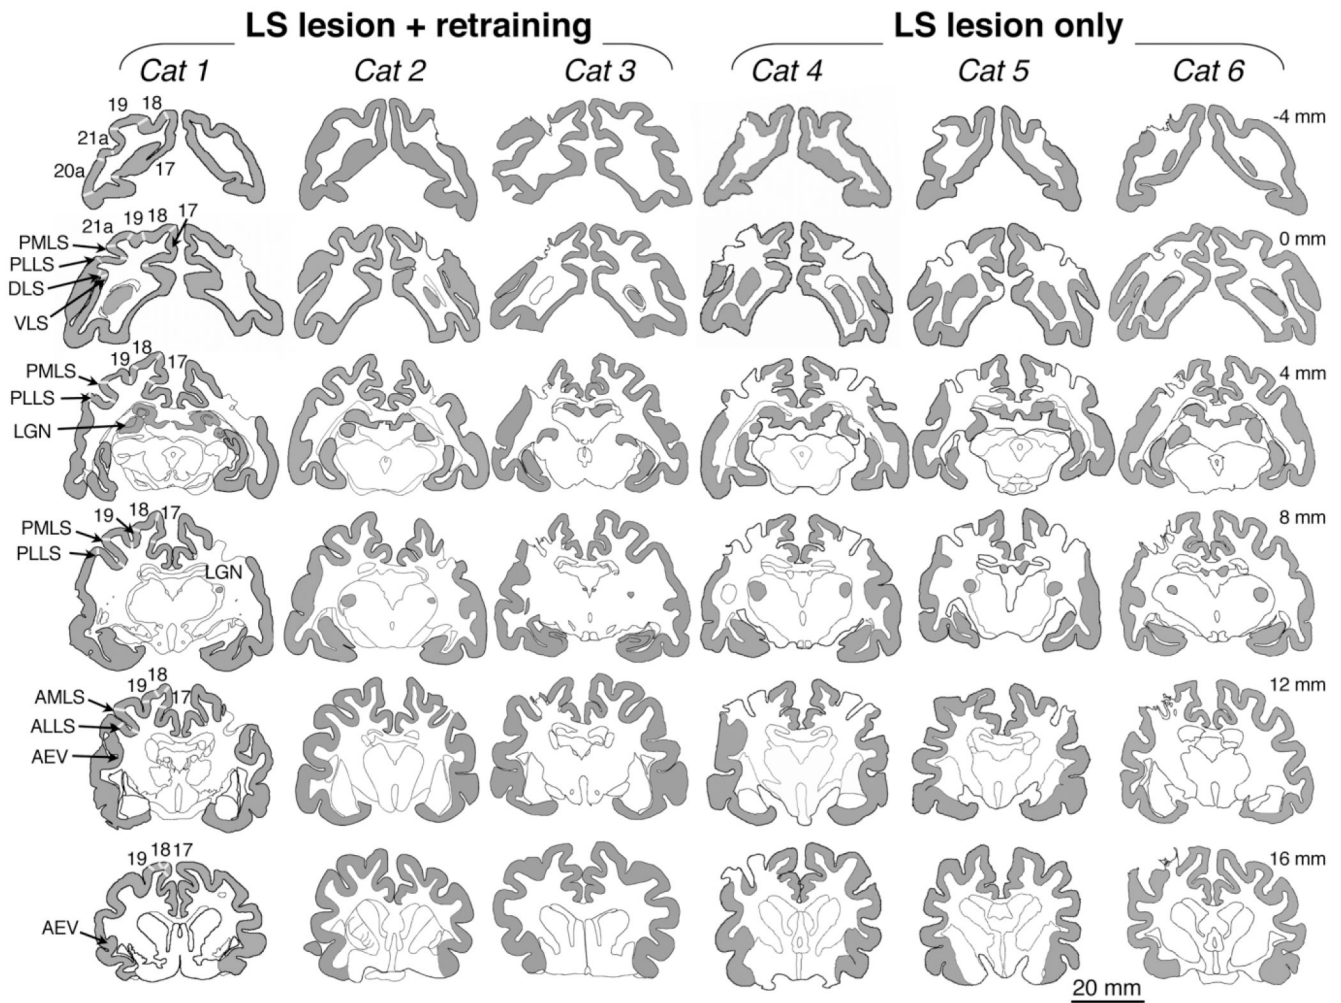 LS lesion + retraining LS lesion only
Cat 1 Cat 2 Cat 3 Cat 4 Cat 5 Cat 6
19 18 -4 mm
21a
20a 17
17
21a 19 18
PMLS 0 mm
PLLS
DLS
VLS
18
19 17
PMLS 4 mm
PLLS
LGN
18
19 17
PMLS 8 mm
PLLS
LGN
18
19
AMLS 17 12 mm
ALLS
AEV
18 17
19 16 mm
AEV
20 mm